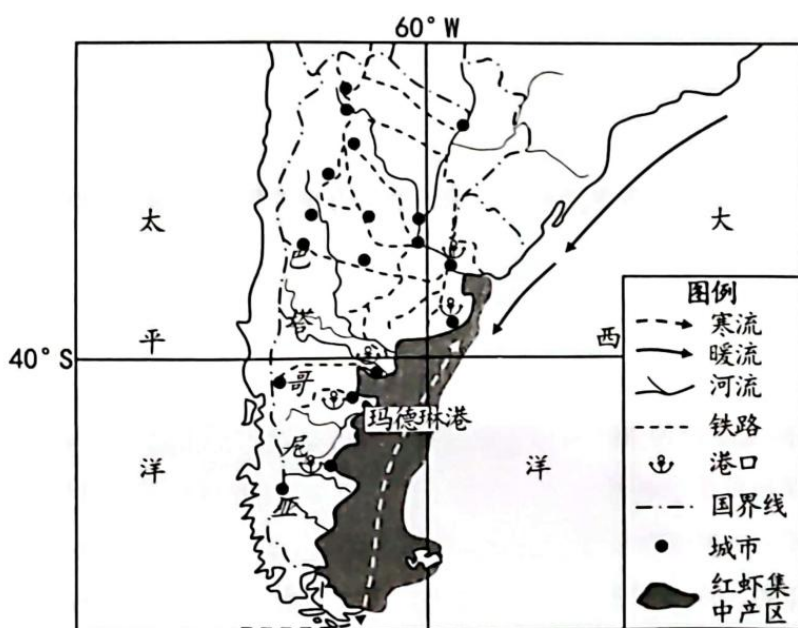 60°W
太
平
洋
大
西
洋
40°S
巴
塔
哥
尼
亚
玛德琳港
图例
寒流
暖流
河流
铁路
港口
国界线
城市
红虾集
中产区